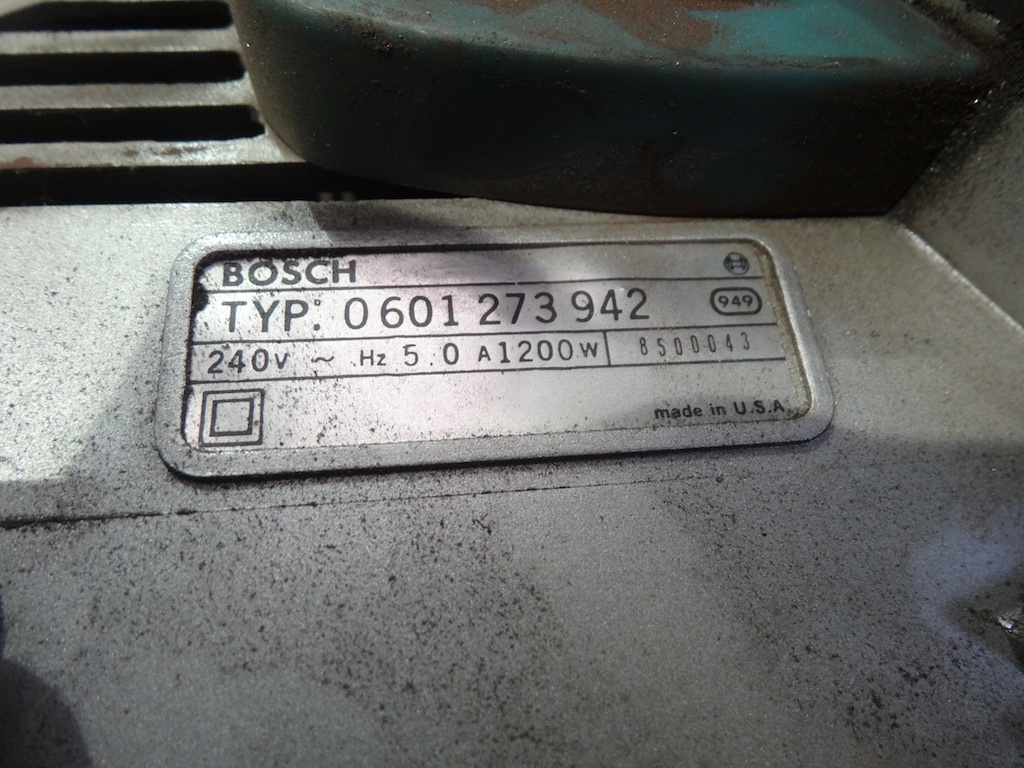 BOSCH
TYP: 0 601 273 942 949
240V ~ Hz 5.0 A 1200W 8500043
made in U.S.A.